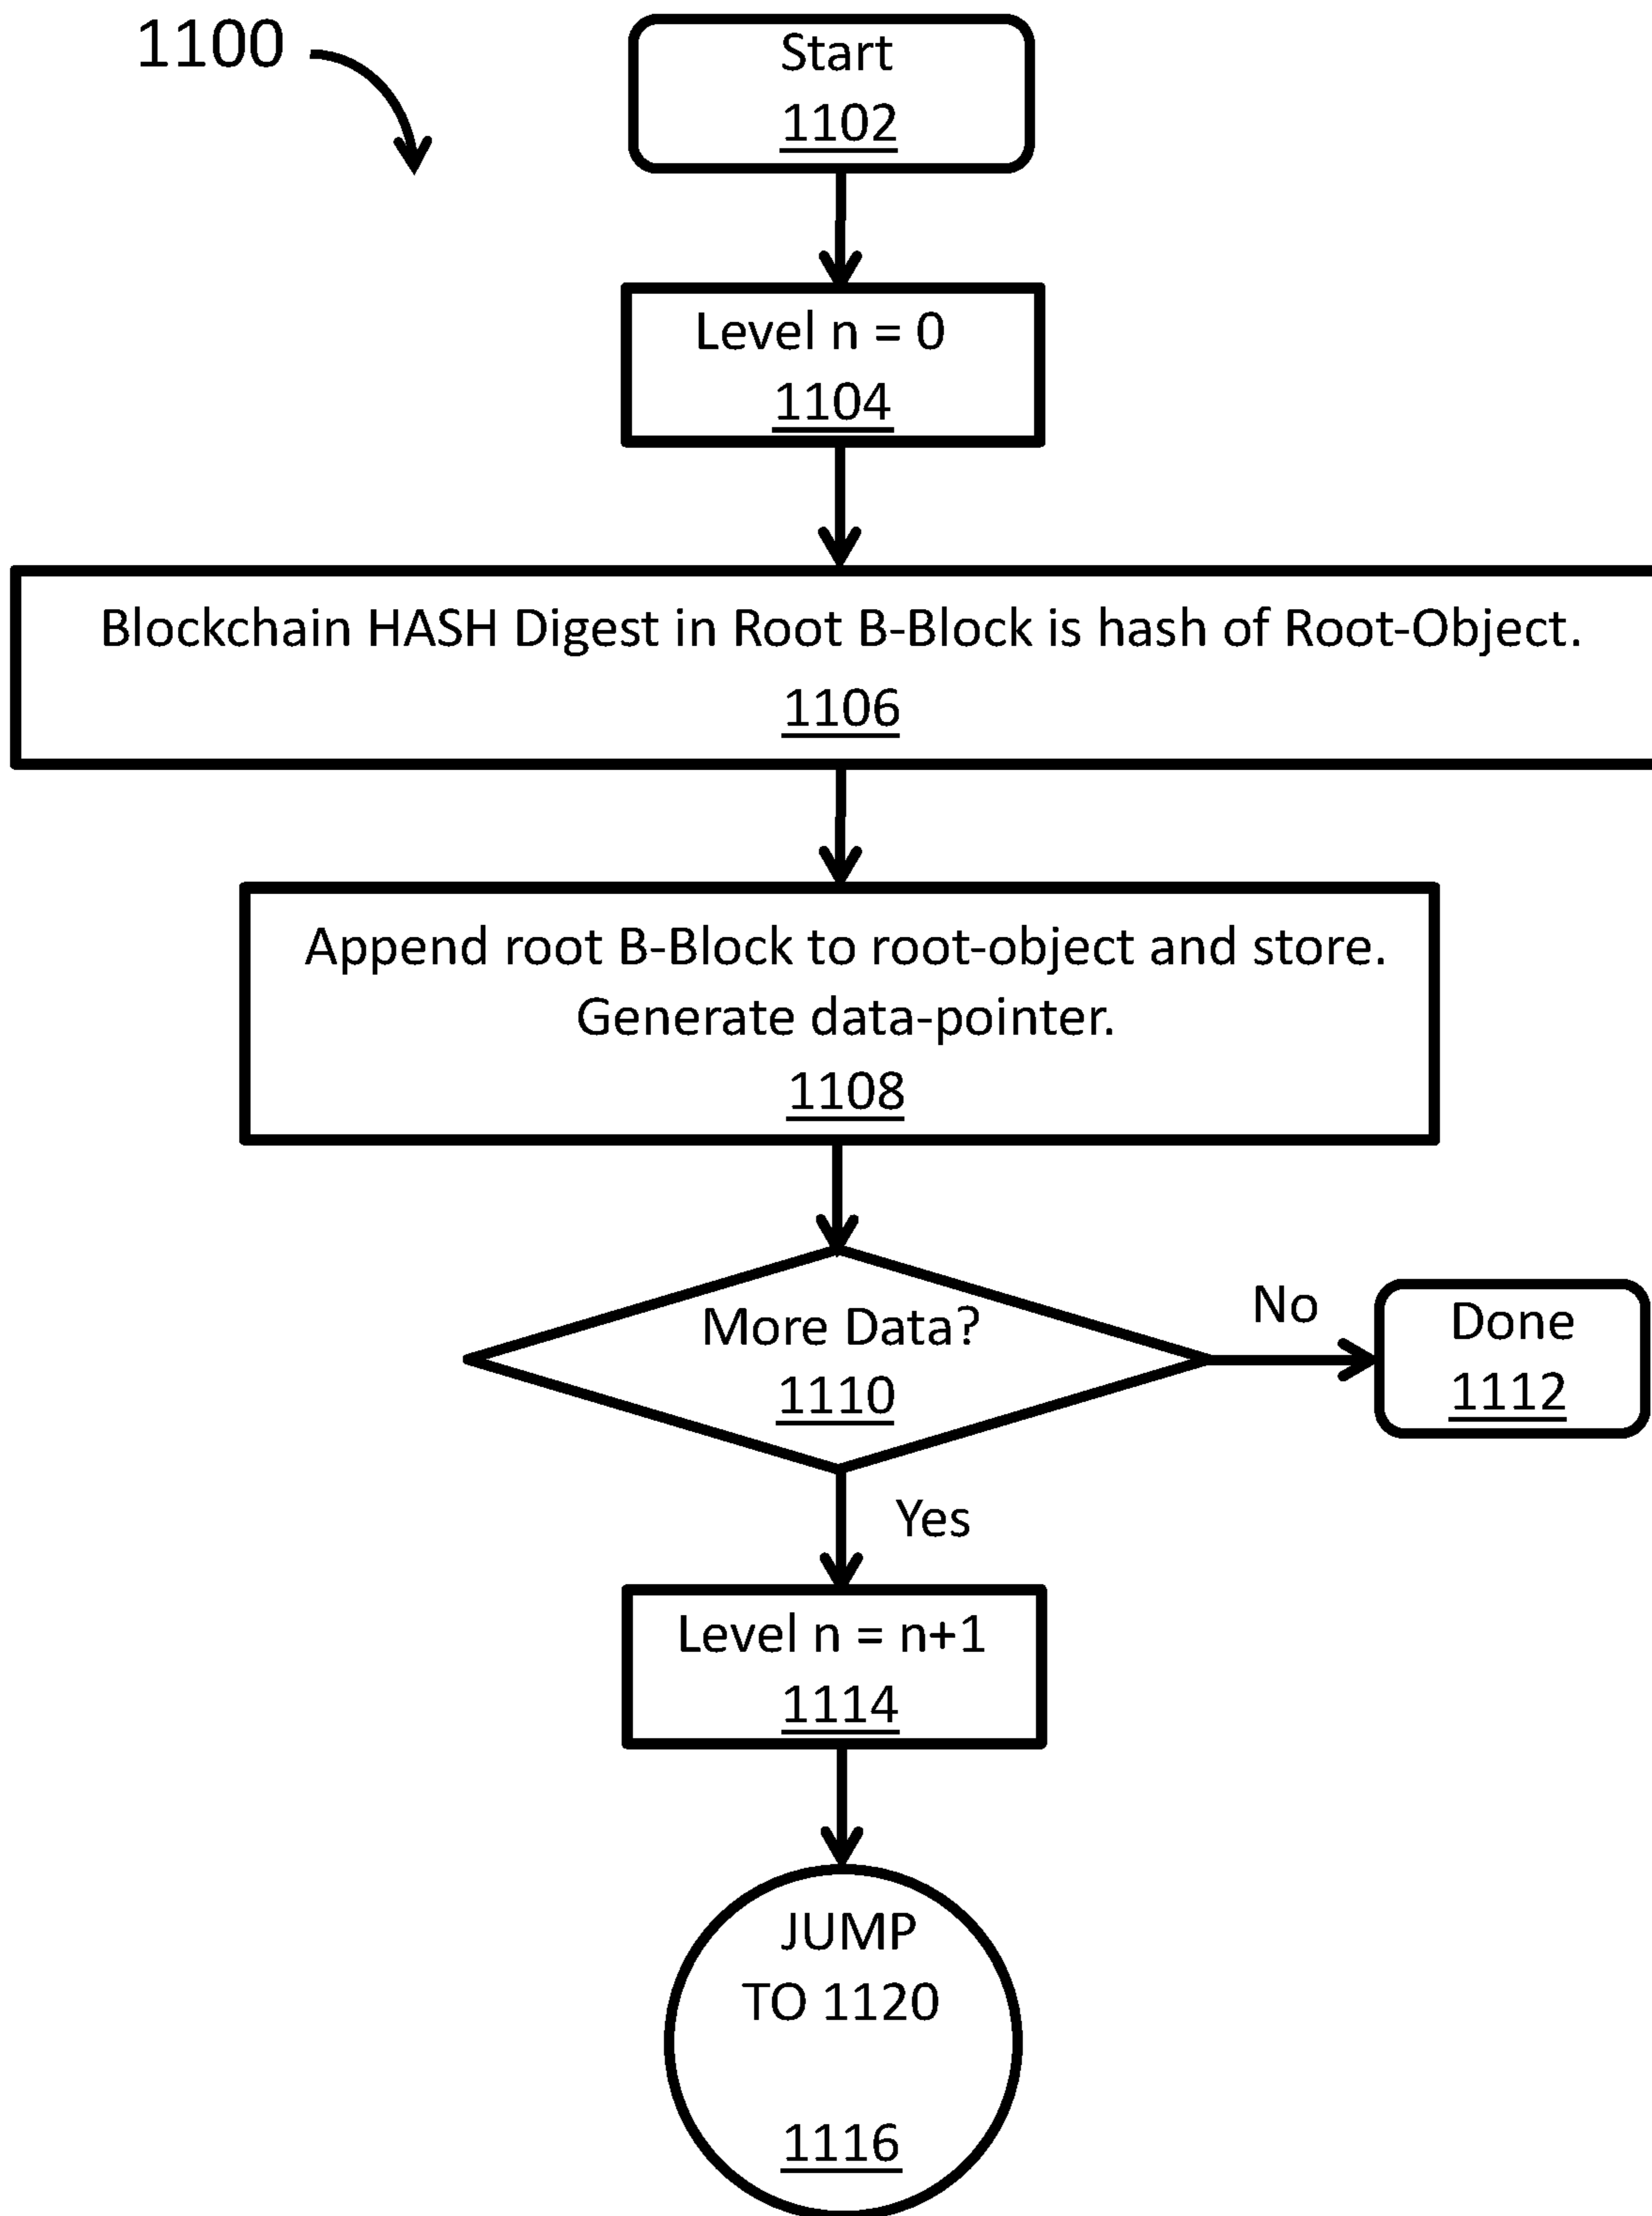 1100
Start
1102
Level n = 0
1104
Blockchain HASH Digest in Root B-Block is hash of Root-Object.
1106
Append root B-Block to root-object and store.
Generate data-pointer.
1108
More Data?
1110
No
Done
1112
Yes
Level n = n+1
1114
JUMP
TO 1120
1116